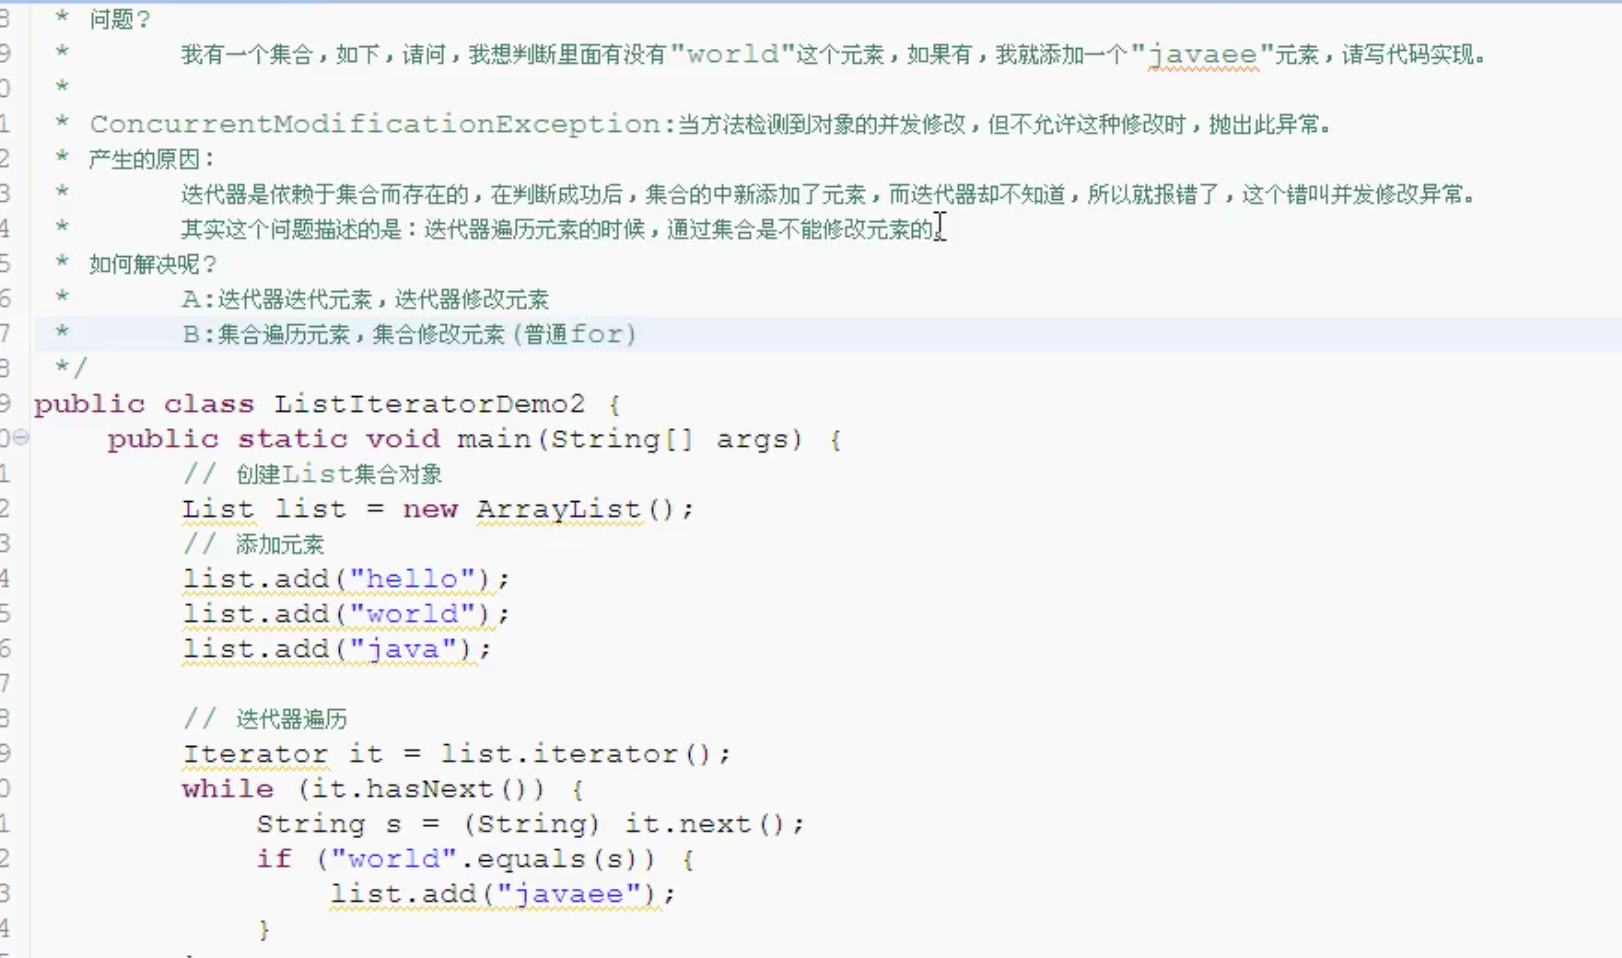 8 * 问题?
9 * 我有一个集合，如下，请问，我想判断里面有没有"world"这个元素，如果有，我就添加一个"javaee"元素，请写代码实现。
0 *
1 * ConcurrentModificationException:当方法检测到对象的并发修改，但不允许这种修改时，抛出此异常。
2 * 产生的原因：
3 * 迭代器是依赖于集合而存在的，在判断成功后，集合的中新添加了元素，而迭代器却不知道，所以就报错了，这个错叫并发修改异常。
4 * 其实这个问题描述的是：迭代器遍历元素的时候，通过集合是不能修改元素的。
5 * 如何解决呢?
6 * A:迭代器迭代元素，迭代器修改元素
7 * B:集合遍历元素，集合修改元素(普通for)
8 */
9 public class ListIteratorDemo2 {
0 public static void main(String[] args) {
1 // 创建List集合对象
2 List list = new ArrayList();
3 // 添加元素
4 list.add("hello");
5 list.add("world");
6 list.add("java");
7
8 // 迭代器遍历
9 Iterator it = list.iterator();
0 while (it.hasNext()) {
1 String s = (String) it.next();
2 if ("world".equals(s)) {
3 list.add("javaee");
4 }